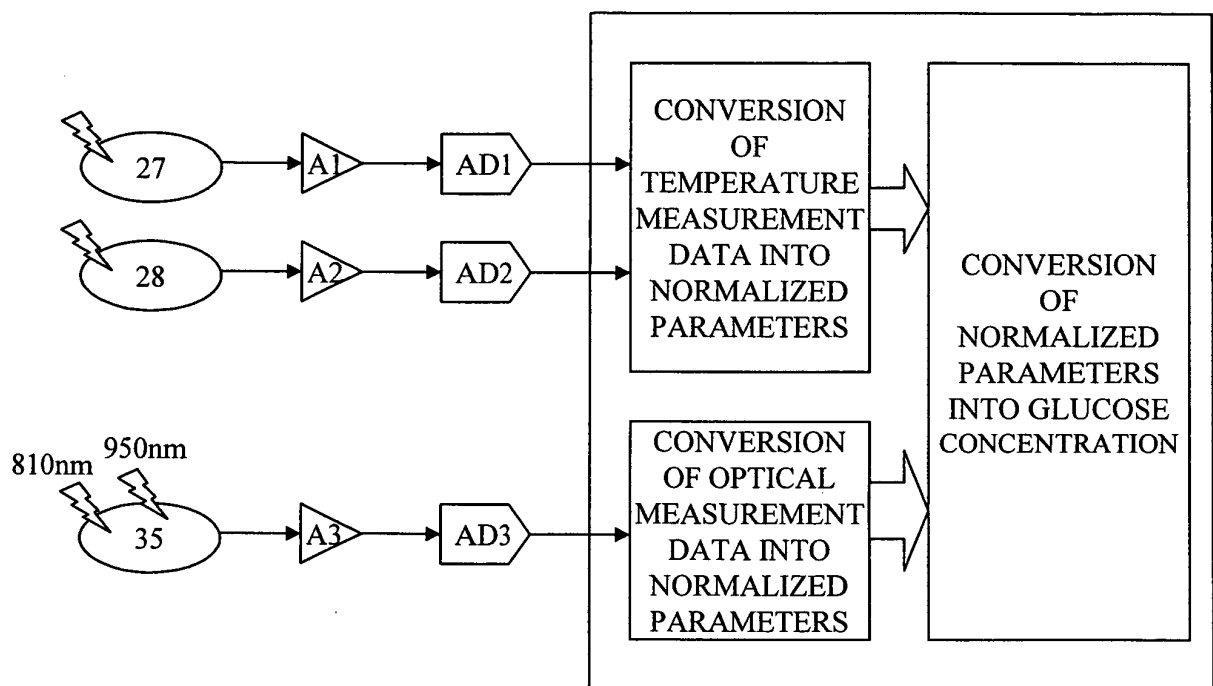 27
A1
AD1
28
A2
AD2
CONVERSION
OF
TEMPERATURE
MEASUREMENT
DATA INTO
NORMALIZED
PARAMETERS
810nm
950nm
35
A3
AD3
CONVERSION
OF OPTICAL
MEASUREMENT
DATA INTO
NORMALIZED
PARAMETERS
CONVERSION
OF
NORMALIZED
PARAMETERS
INTO GLUCOSE
CONCENTRATION